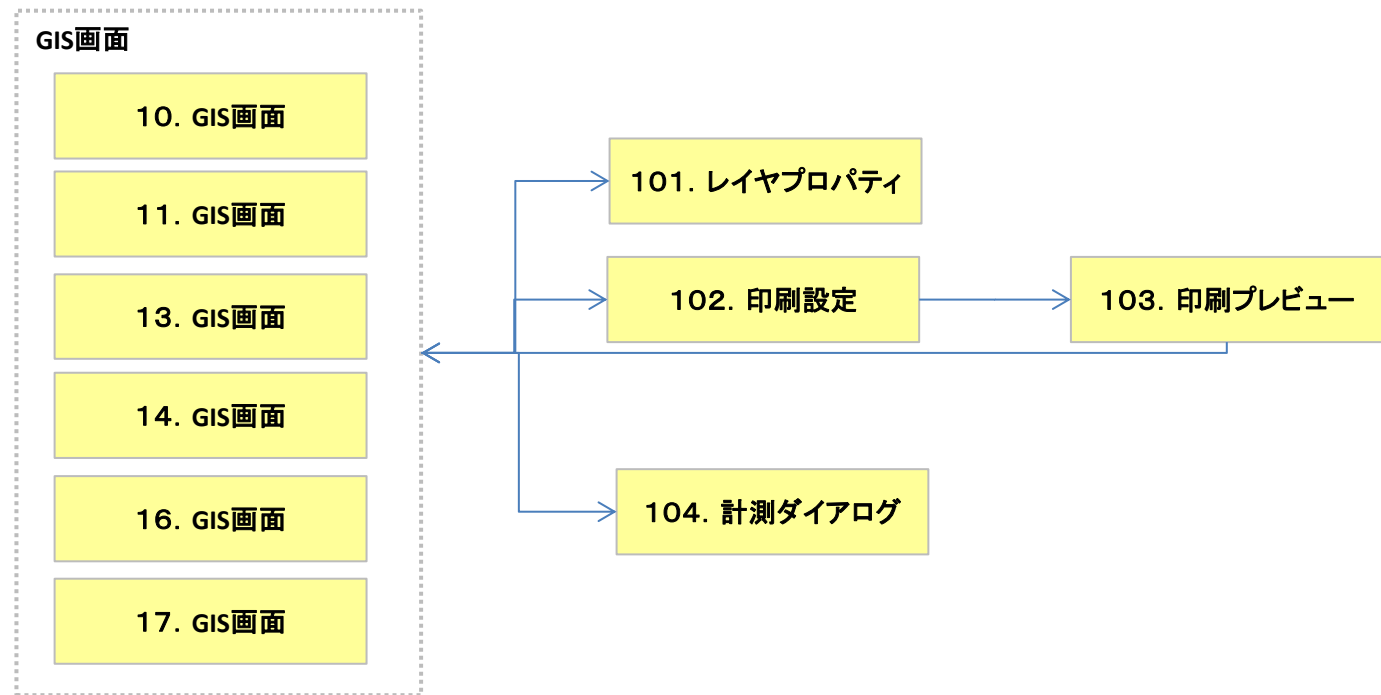 GIS画面
10. GIS画面
11. GIS画面
13. GIS画面
14. GIS画面
16. GIS画面
17. GIS画面
101. レイヤプロパティ
102. 印刷設定
103. 印刷プレビュー
104. 計測ダイアログ